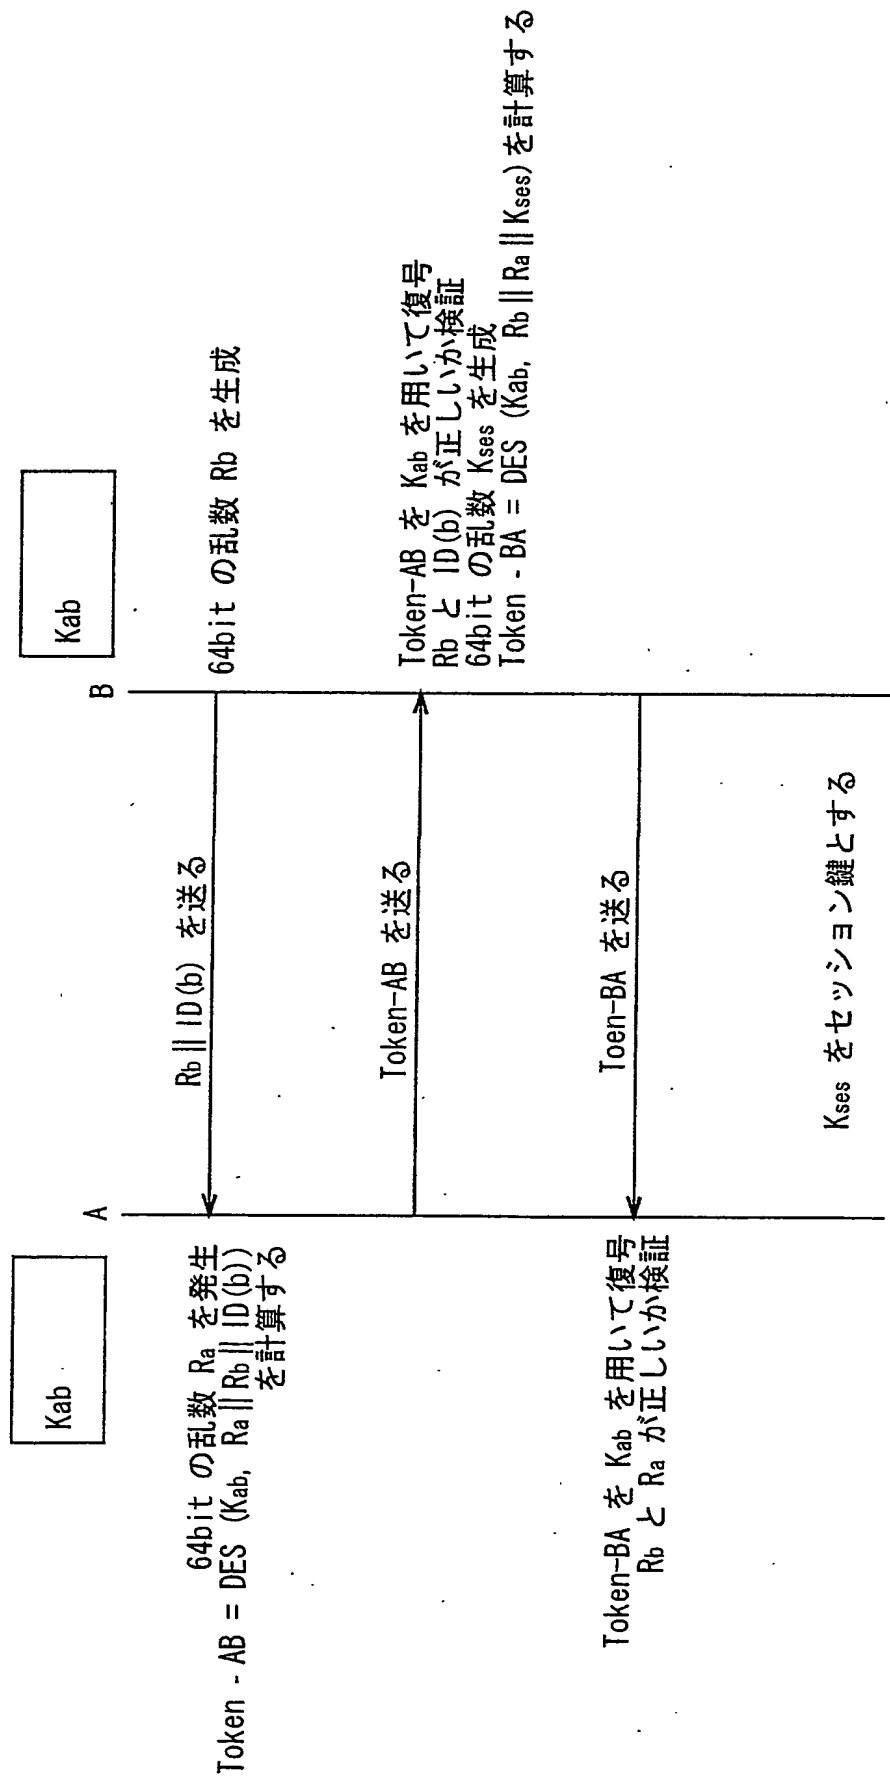 Kab
Kab
A
B
64bit の乱数 Rb を生成
Rb || ID(b) を送る
64bit の乱数 Ra を発生
Token - AB = DES (Kab, Ra || Rb || ID(b))
を計算する
Token-AB を送る
Token-AB を Kab を用いて復号
Rb と ID(b) が正しいか検証
64bit の乱数 Kses を生成
Token - BA = DES (Kab, Rb || Ra || Kses) を計算する
Toen-BA を送る
Token-BA を Kab を用いて復号
Rb と Ra が正しいか検証
Kses をセッション鍵とする